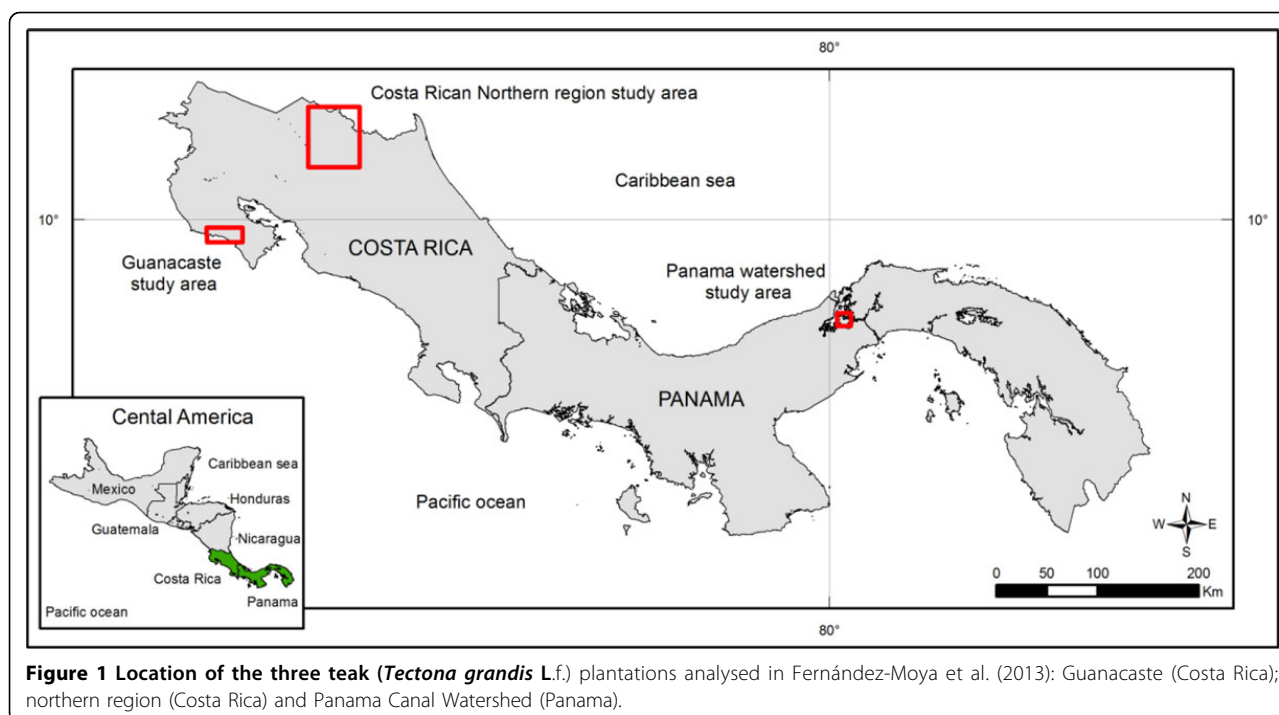 80°
Costa Rican Northern region study area
Caribbean sea
10°
10°
COSTA RICA
Guanacaste
study area
Panama watershed
study area
PANAMA
Pacific ocean
Cental America
Caribbean sea
Mexico
Honduras
Guatemala
Nicaragua
Costa Rica
Panama
Pacific ocean
N
W
E
S
0 50 100 200
Km
80°
Figure 1 Location of the three teak (Tectona grandis L.f.) plantations analysed in Fernández-Moya et al. (2013): Guanacaste (Costa Rica);
northern region (Costa Rica) and Panama Canal Watershed (Panama).